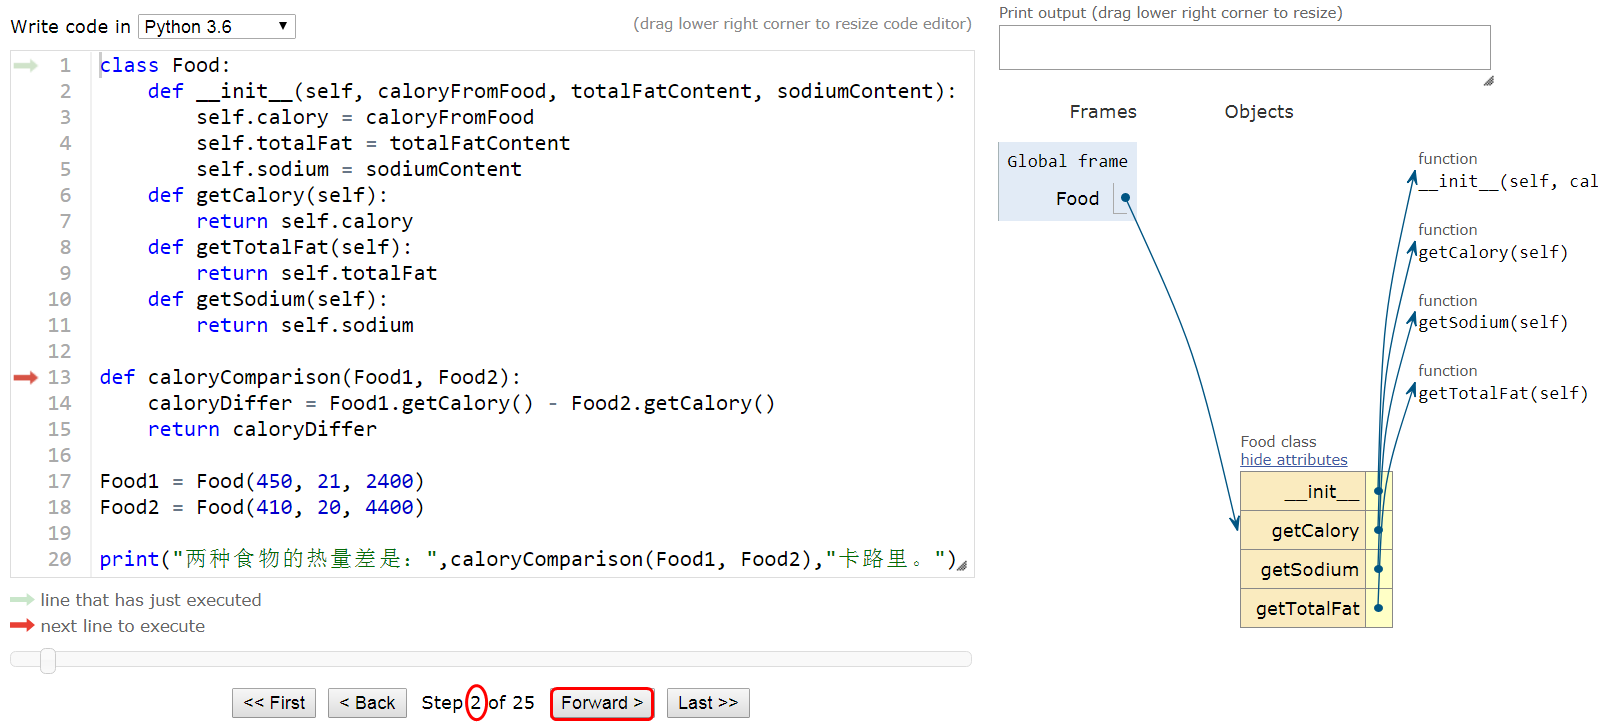 Write code in Python 3.6
(drag lower right corner to resize code editor)
1 class Food:
2 def __init__(self, caloryFromFood, totalFatContent, sodiumContent):
3 self.calory = caloryFromFood
4 self.totalFat = totalFatContent
5 self.sodium = sodiumContent
6 def getCalory(self):
7 return self.calory
8 def getTotalFat(self):
9 return self.totalFat
10 def getSodium(self):
11 return self.sodium
12
13 def caloryComparison(Food1, Food2):
14 caloryDiffer = Food1.getCalory() - Food2.getCalory()
15 return caloryDiffer
16
17 Food1 = Food(450, 21, 2400)
18 Food2 = Food(410, 20, 4400)
19
20 print("两种食物的热量差是：",caloryComparison(Food1, Food2),"卡路里。")
line that has just executed
next line to execute
<< First < Back Step 2 of 25 Forward > Last >>
Print output (drag lower right corner to resize)
Frames Objects
Global frame
Food
function
__init__(self, cal
function
getCalory(self)
function
getSodium(self)
function
getTotalFat(self)
Food class
hide attributes
__init__
getCalory
getSodium
getTotalFat